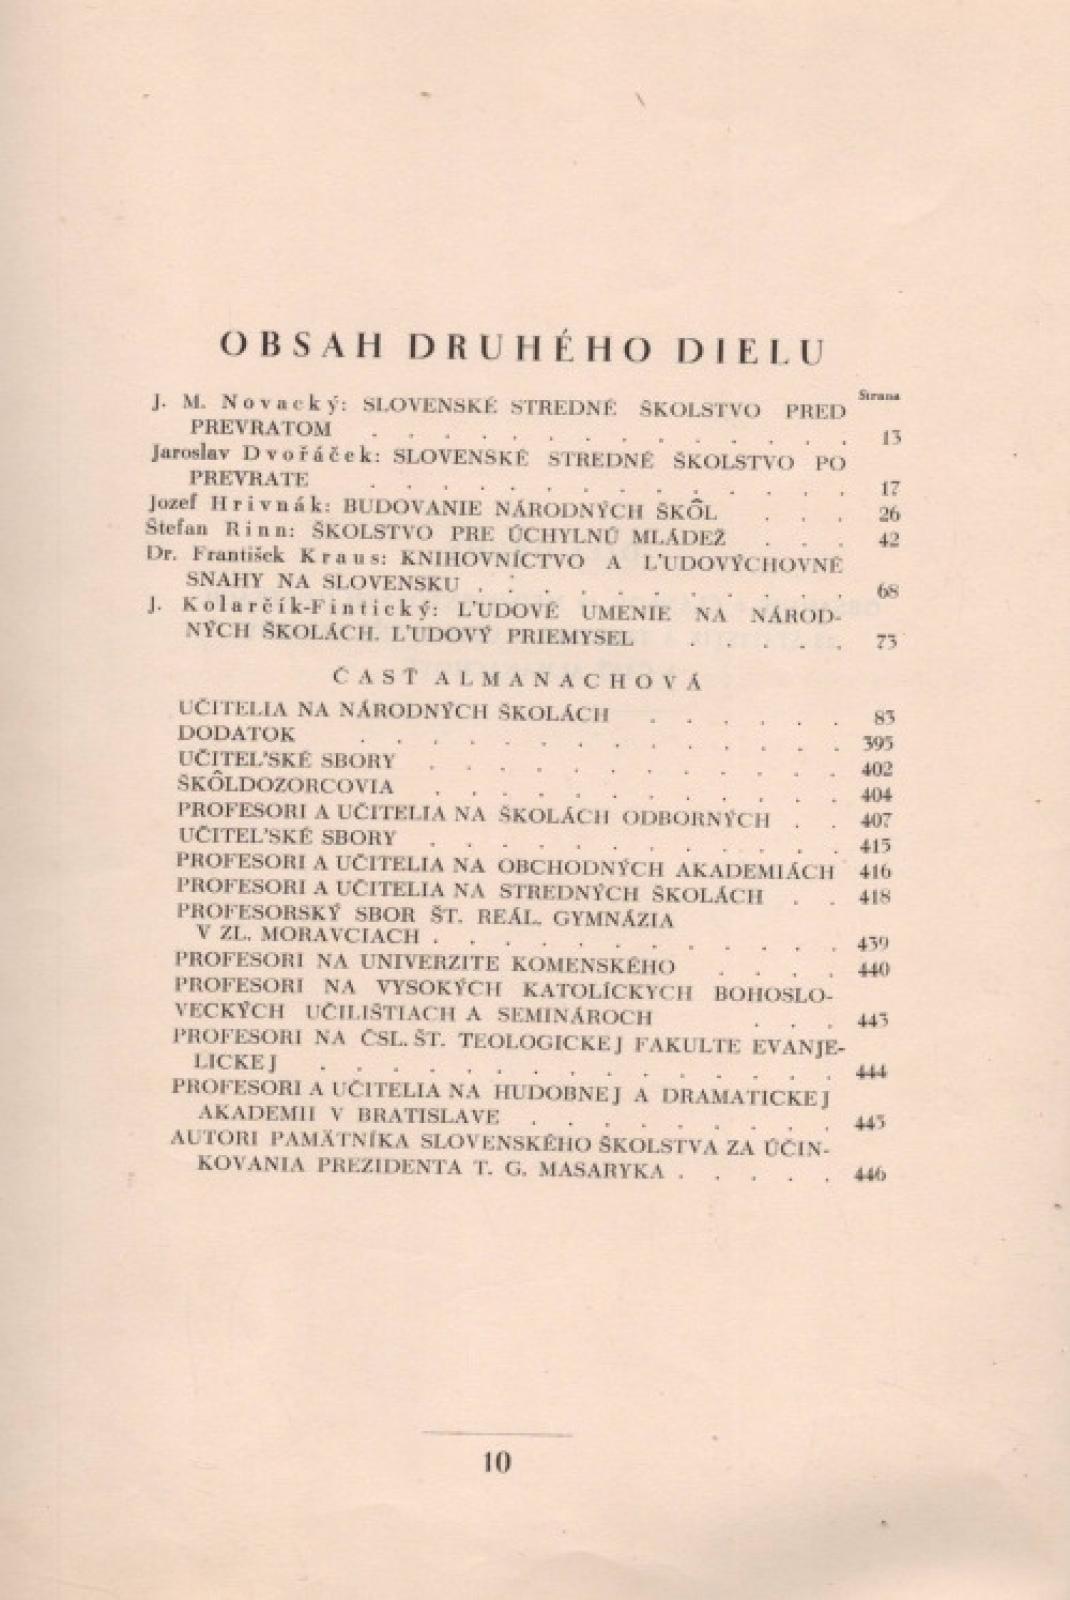 OBSAH DRUHÉHO DIELU
Strana
J. M. Novacký: SLOVENSKÉ STREDNÉ ŠKOLSTVO PRED
PREVRATOM . . . . . . . . . . . . . . 13
Jaroslav Dvořáček: SLOVENSKÉ STREDNÉ ŠKOLSTVO PO
PREVRATE . . . . . . . . . . . . . . 17
Jozef Hrivnák: BUDOVANIE NÁRODNÝCH ŠKÔL . . . 26
Štefan Rinn: ŠKOLSTVO PRE ÚCHYLNÚ MLÁDEŽ . . . 42
Dr. František Kraus: KNIHOVNÍCTVO A ĽUDOVÝCHOVNÉ
SNAHY NA SLOVENSKU . . . . . . . . . . . 68
J. Kolarčík-Fintický: ĽUDOVÉ UMENIE NA NÁROD-
NÝCH ŠKOLÁCH. ĽUDOVÝ PRIEMYSEL . . . . . 73
ČASŤ ALMANACHOVÁ
UČITELIA NA NÁRODNÝCH ŠKOLÁCH . . . . . . 83
DODATOK . . . . . . . . . . . . . . 395
UČITEĽSKÉ SBORY . . . . . . . . . . . . 402
ŠKÔLDOZORCOVIA . . . . . . . . . . . . 404
PROFESORI A UČITELIA NA ŠKOLÁCH ODBORNÝCH . . 407
UČITEĽSKÉ SBORY . . . . . . . . . . . . 415
PROFESORI A UČITELIA NA OBCHODNÝCH AKADEMIÁCH 416
PROFESORI A UČITELIA NA STREDNÝCH ŠKOLÁCH . . 418
PROFESORSKÝ SBOR ŠT. REÁL. GYMNÁZIA
V ZL. MORAVCIACH . . . . . . . . . . . . 439
PROFESORI NA UNIVERZITE KOMENSKÉHO . . . . 440
PROFESORI NA VYSOKÝCH KATOLÍCKYCH BOHOSLO-
VECKÝCH UČILIŠTIACH A SEMINÁROCH . . . 443
PROFESORI NA ČSL. ŠT. TEOLOGICKEJ FAKULTE EVANJE-
LICKEJ . . . . . . . . . . . . . . . 444
PROFESORI A UČITELIA NA HUDOBNEJ A DRAMATICKEJ
AKADEMII V BRATISLAVE . . . . . . . . . . 445
AUTORI PAMÄTNÍKA SLOVENSKÉHO ŠKOLSTVA ZA ÚČIN-
KOVANIA PREZIDENTA T. G. MASARYKA . . . . . 446
10